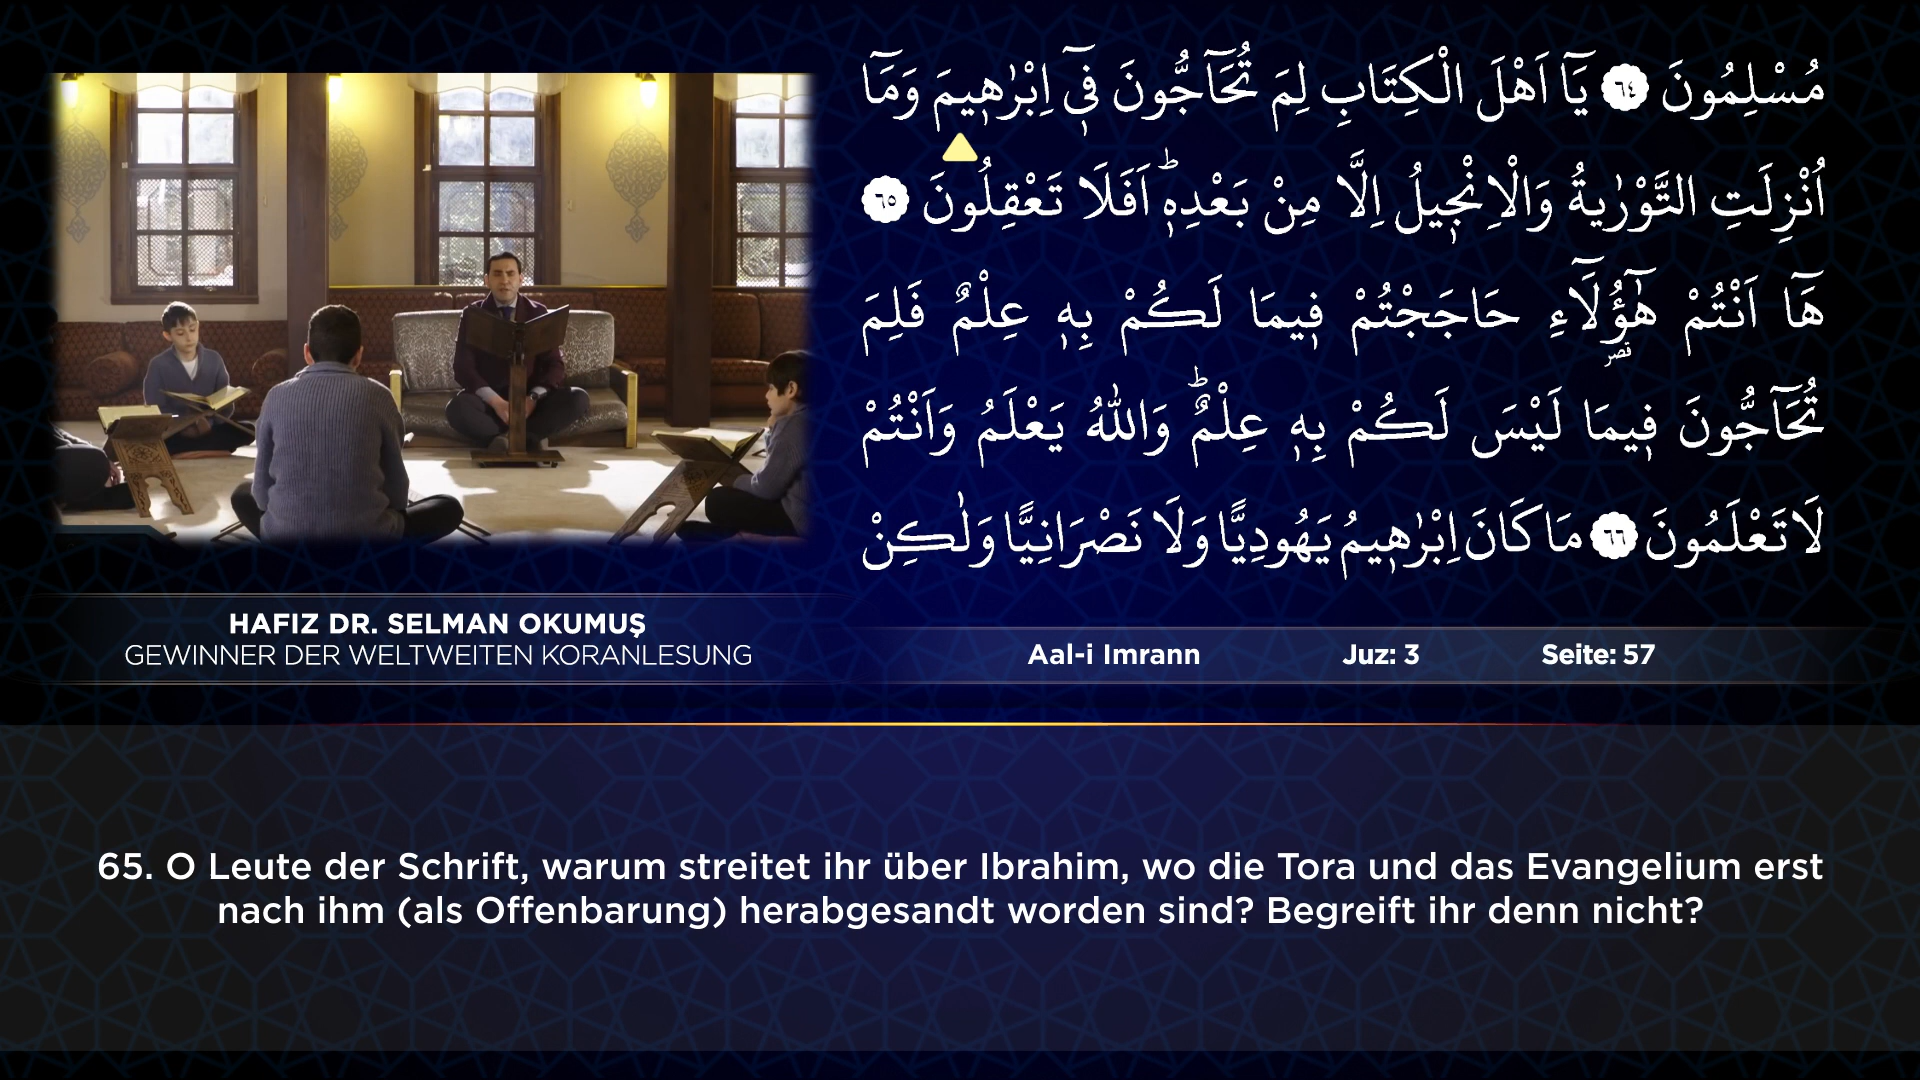 مُسْلِمُونَ ﴿٦٤﴾ يَٓا اَهْلَ الْكِتَابِ لِمَ تُحَٓاجُّونَ ف۪ٓي اِبْرٰه۪يمَ وَمَٓا
اُنْزِلَتِ التَّوْرٰيةُ وَالْاِنْج۪يلُ اِلَّا مِنْ بَعْدِه۪ۜ اَفَلَا تَعْقِلُونَ ﴿٦٥﴾
هَٓا اَنْتُمْ هٰٓؤُ۬لَٓاءِ حَاجَجْتُمْ ف۪يمَا لَكُمْ بِه۪ عِلْمٌ فَلِمَ
قصر
تُحَٓاجُّونَ ف۪يمَا لَيْسَ لَكُمْ بِه۪ عِلْمٌۜ وَاللّٰهُ يَعْلَمُ وَاَنْتُمْ
لَا تَعْلَمُونَ ﴿٦٦﴾ مَا كَانَ اِبْرٰه۪يمُ يَهُودِيًّا وَلَا نَصْرَانِيًّا وَلٰكِنْ
HAFIZ DR. SELMAN OKUMUŞ
GEWINNER DER WELTWEITEN KORANLESUNG
Aal-i Imrann Juz: 3 Seite: 57
65. O Leute der Schrift, warum streitet ihr über Ibrahim, wo die Tora und das Evangelium erst
nach ihm (als Offenbarung) herabgesandt worden sind? Begreift ihr denn nicht?